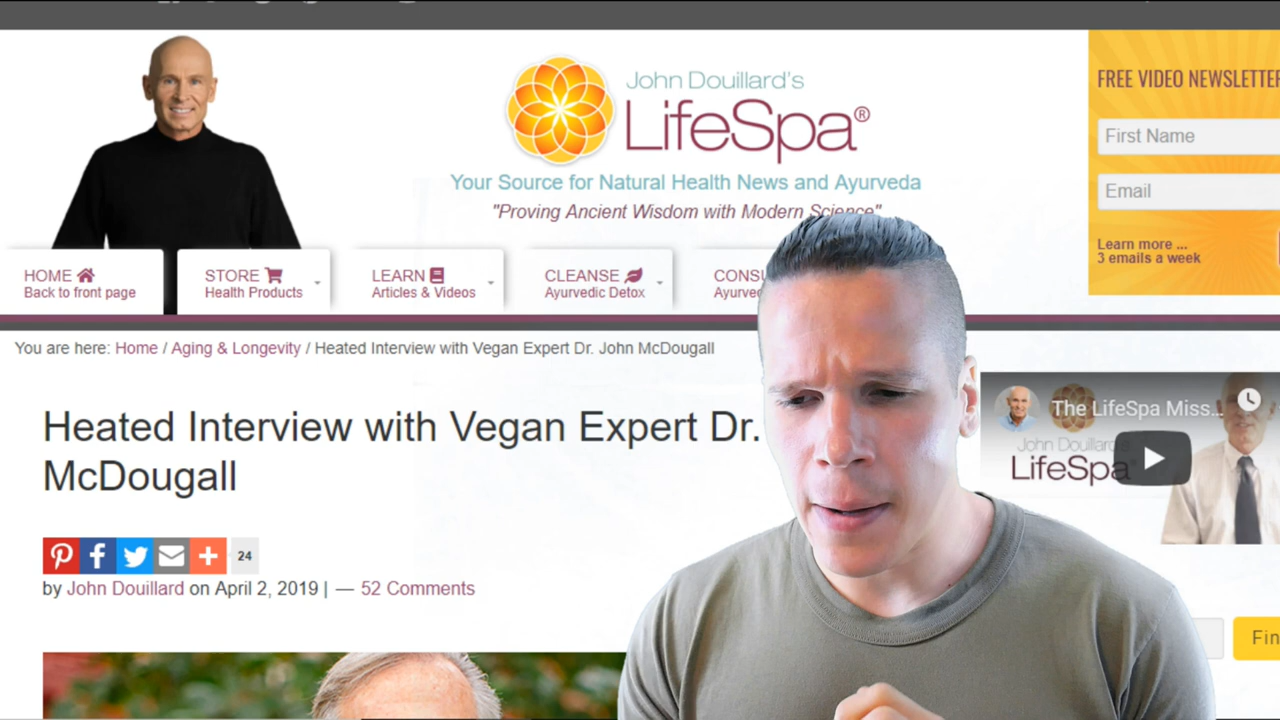 John Douillard's
LifeSpa®
Your Source for Natural Health News and Ayurveda
"Proving Ancient Wisdom with Modern Science"
FREE VIDEO NEWSLETTER
First Name
Email
Learn more ...
3 emails a week
HOME
Back to front page
STORE
Health Products
LEARN
Articles & Videos
CLEANSE
Ayurvedic Detox
You are here: Home / Aging & Longevity / Heated Interview with Vegan Expert Dr. John McDougall
Heated Interview with Vegan Expert Dr.
McDougall
24
by John Douillard on April 2, 2019 | — 52 Comments
The LifeSpa Miss...
John Douillard's
LifeSpa